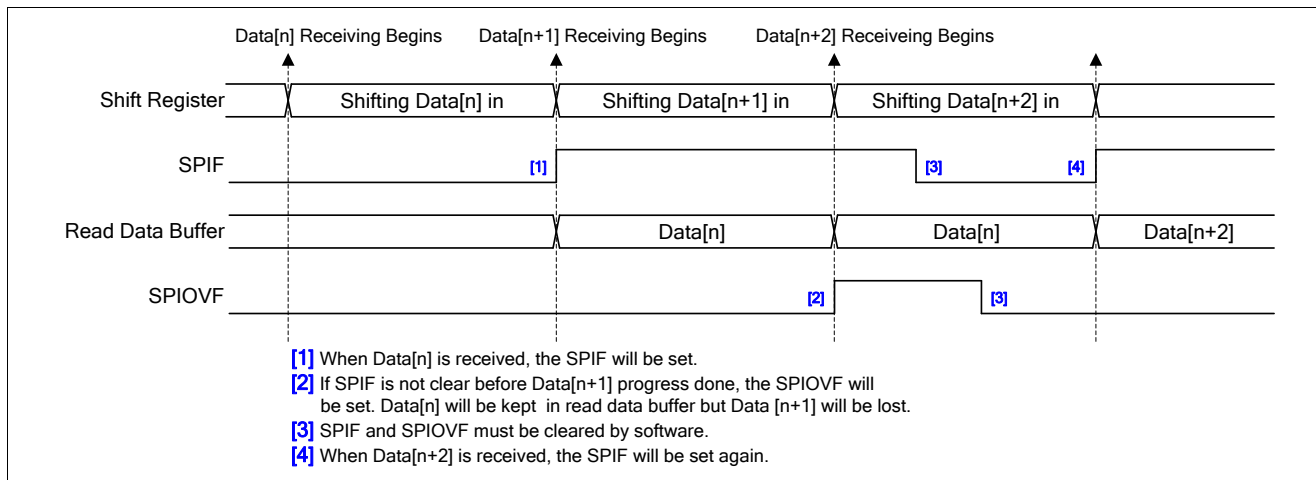 Data[n] Receiving Begins Data[n+1] Receiving Begins Data[n+2] Receiveing Begins
Shift Register Shifting Data[n] in Shifting Data[n+1] in Shifting Data[n+2] in
SPIF [1] [3] [4]
Read Data Buffer Data[n] Data[n] Data[n+2]
SPIOVF [2] [3]
[1] When Data[n] is received, the SPIF will be set.
[2] If SPIF is not clear before Data[n+1] progress done, the SPIOVF will
be set. Data[n] will be kept in read data buffer but Data [n+1] will be lost.
[3] SPIF and SPIOVF must be cleared by software.
[4] When Data[n+2] is received, the SPIF will be set again.